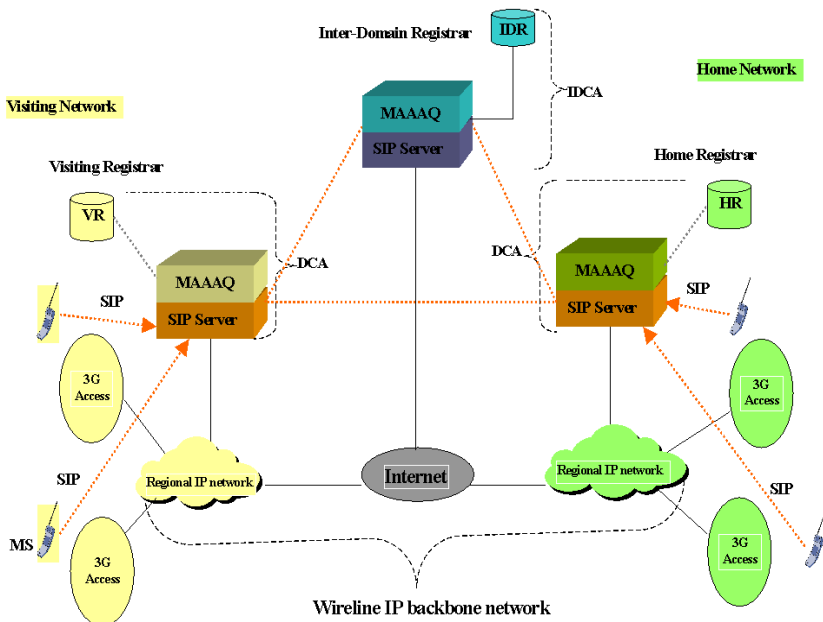 Inter-Domain Registrar
IDR
Home Network
IDCA
MAAAQ
Visiting Network
SIP Server
Visiting Registrar
Home Registrar
VR
HR
DCA
DCA
MAAAQ
MAAAQ
SIP
SIP
SIP Server
SIP Server
3G
Access
3G
Access
Regional IP network
Internet
Regional IP network
SIP
SIP
MS
3G
Access
3G
Access
Wireline IP backbone network